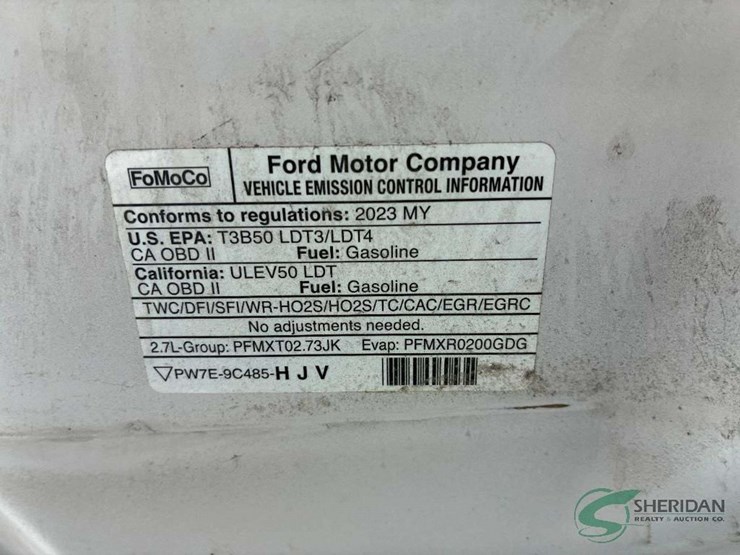 FoMoCo
Ford Motor Company
VEHICLE EMISSION CONTROL INFORMATION
Conforms to regulations: 2023 MY
U.S. EPA: T3B50 LDT3/LDT4
CA OBD II Fuel: Gasoline
California: ULEV50 LDT
CA OBD II Fuel: Gasoline
TWC/DFI/SFI/WR-HO2S/HO2S/TC/CAC/EGR/EGRC
No adjustments needed.
2.7L-Group: PFMXT02.73JK Evap: PFMXR0200GDG
PW7E-9C485-H J V
SHERIDAN
REALTY & AUCTION CO.